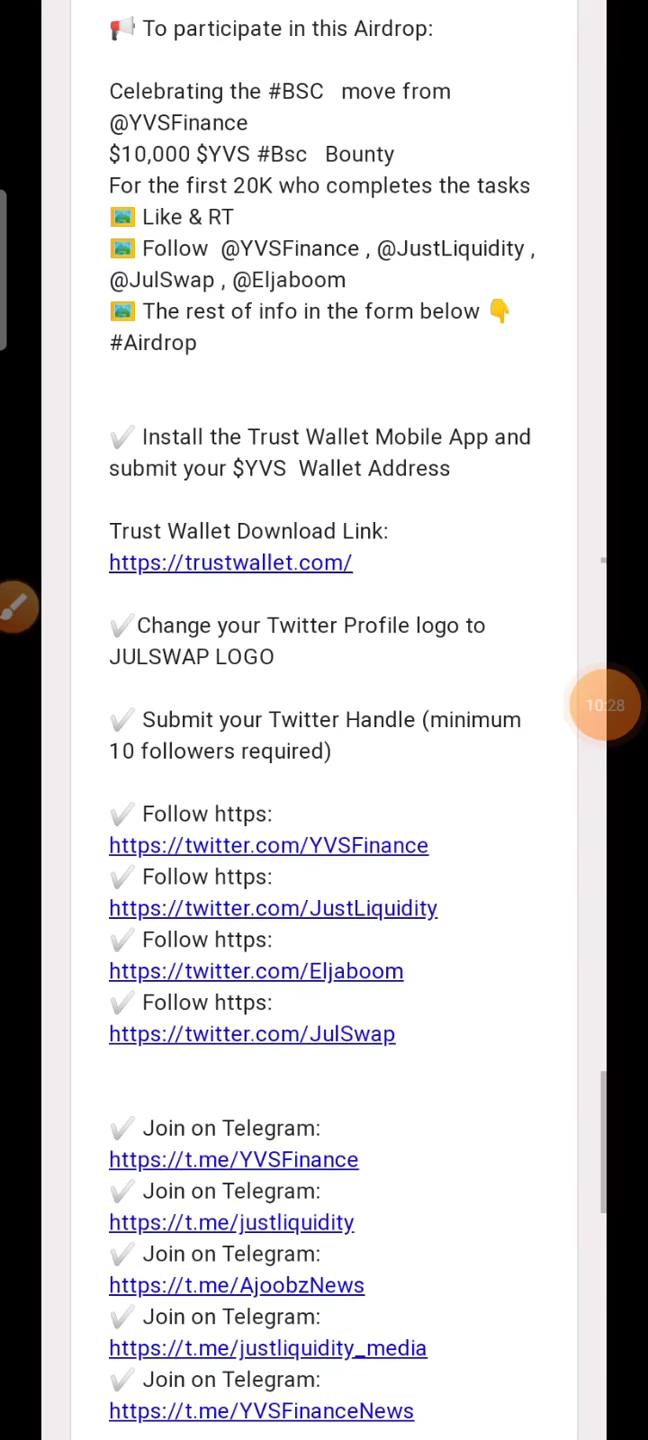 📢 To participate in this Airdrop:
Celebrating the #BSC move from
@YVSFinance
$10,000 $YVS #Bsc Bounty
For the first 20K who completes the tasks
🖼️ Like & RT
🖼️ Follow @YVSFinance , @JustLiquidity ,
@JulSwap , @Eljaboom
🖼️ The rest of info in the form below 👇
#Airdrop
✔️ Install the Trust Wallet Mobile App and
submit your $YVS Wallet Address
Trust Wallet Download Link:
https://trustwallet.com/
✔️Change your Twitter Profile logo to
JULSWAP LOGO
✔️ Submit your Twitter Handle (minimum
10 followers required)
✔️ Follow https:
https://twitter.com/YVSFinance
✔️ Follow https:
https://twitter.com/JustLiquidity
✔️ Follow https:
https://twitter.com/Eljaboom
✔️ Follow https:
https://twitter.com/JulSwap
✔️ Join on Telegram:
https://t.me/YVSFinance
✔️ Join on Telegram:
https://t.me/justliquidity
✔️ Join on Telegram:
https://t.me/AjoobzNews
✔️ Join on Telegram:
https://t.me/justliquidity_media
✔️ Join on Telegram:
https://t.me/YVSFinanceNews
10:28